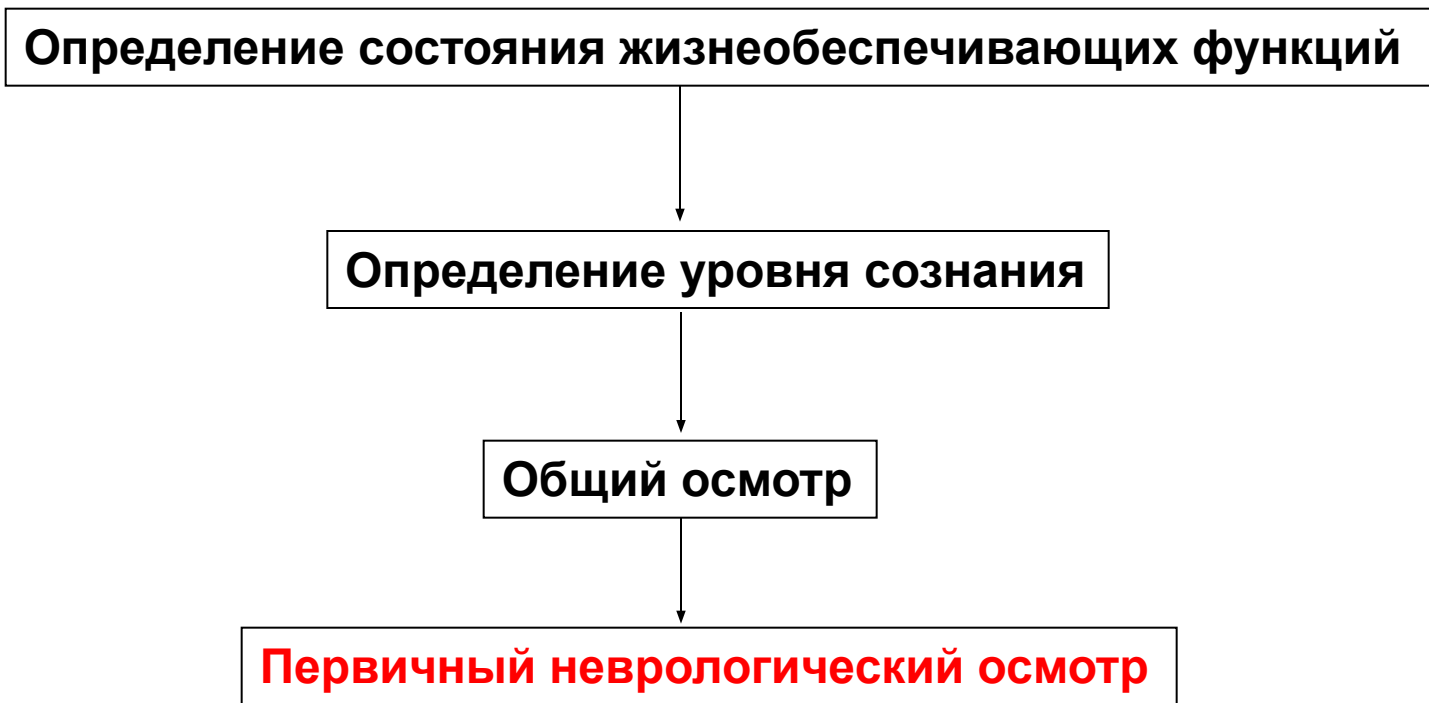 Определение состояния жизнеобеспечивающих функций
Определение уровня сознания
Общий осмотр
Первичный неврологический осмотр